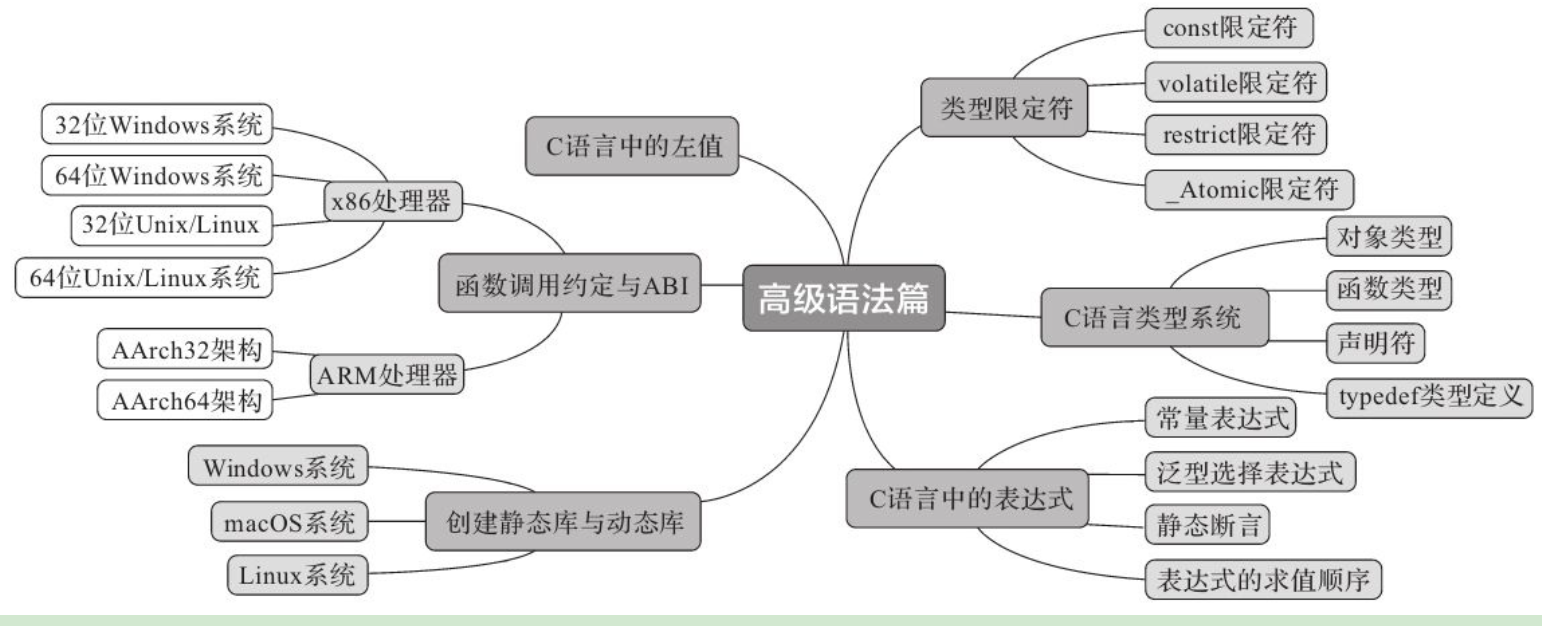 高级语法篇
类型限定符
const限定符
volatile限定符
restrict限定符
_Atomic限定符
C语言类型系统
对象类型
函数类型
声明符
typedef类型定义
C语言中的表达式
常量表达式
泛型选择表达式
静态断言
表达式的求值顺序
C语言中的左值
函数调用约定与ABI
x86处理器
32位Windows系统
64位Windows系统
32位Unix/Linux
64位Unix/Linux系统
ARM处理器
AArch32架构
AArch64架构
创建静态库与动态库
Windows系统
macOS系统
Linux系统